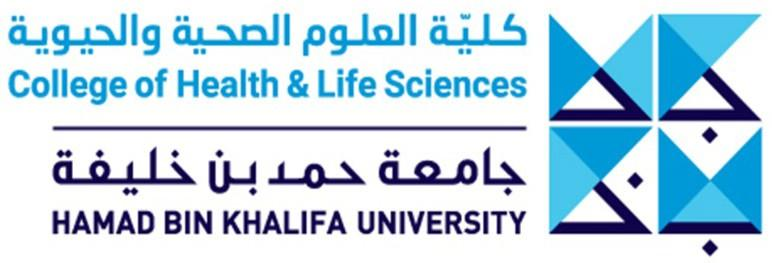 كليّة العلوم الصحية والحيوية
College of Health & Life Sciences
جامعة حمد بن خليفة
HAMAD BIN KHALIFA UNIVERSITY